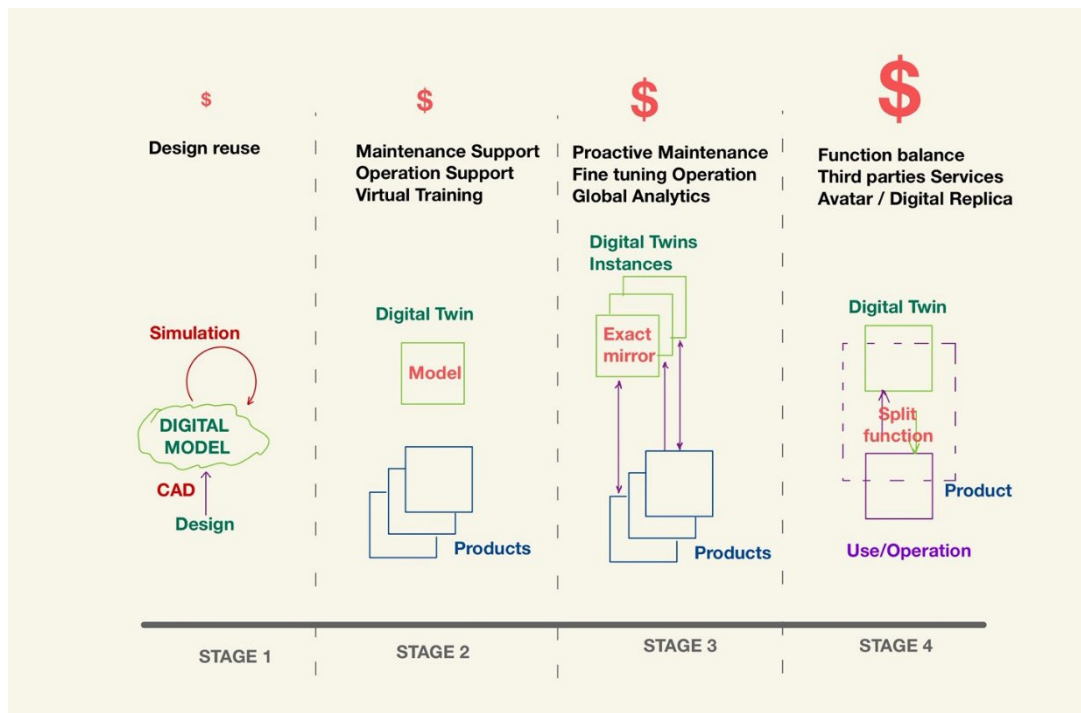 $
Design reuse
Simulation
DIGITAL
MODEL
CAD
Design
STAGE 1
$
Maintenance Support
Operation Support
Virtual Training
Digital Twin
Model
Products
STAGE 2
$
Proactive Maintenance
Fine tuning Operation
Global Analytics
Digital Twins
Instances
Exact
mirror
Products
STAGE 3
$
Function balance
Third parties Services
Avatar / Digital Replica
Digital Twin
Split
function
Product
Use/Operation
STAGE 4